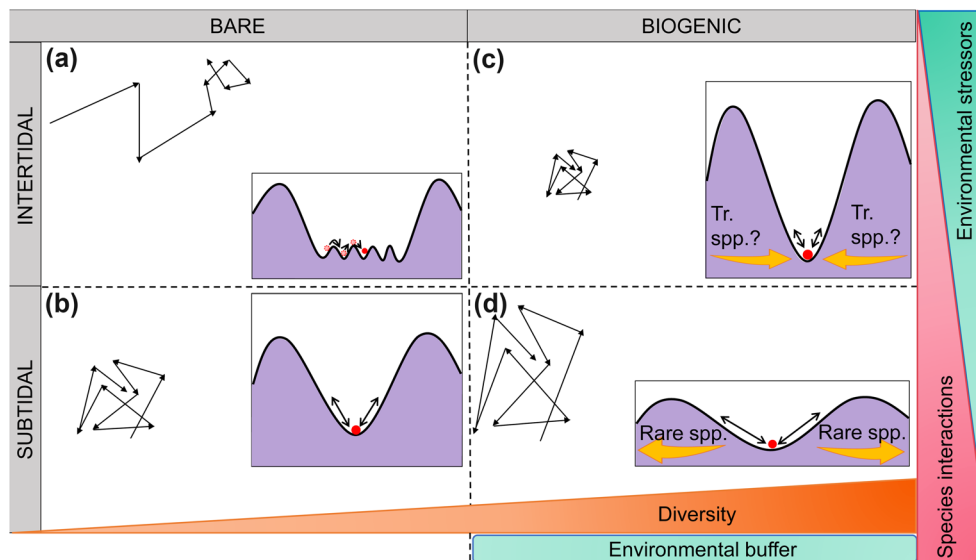 BARE
BIOGENIC
INTERTIDAL
SUBTIDAL
(a)
(c)
Tr.
spp.?
Tr.
spp.?
(b)
(d)
Rare spp.
Rare spp.
Environmental stressors
Species interactions
Diversity
Environmental buffer